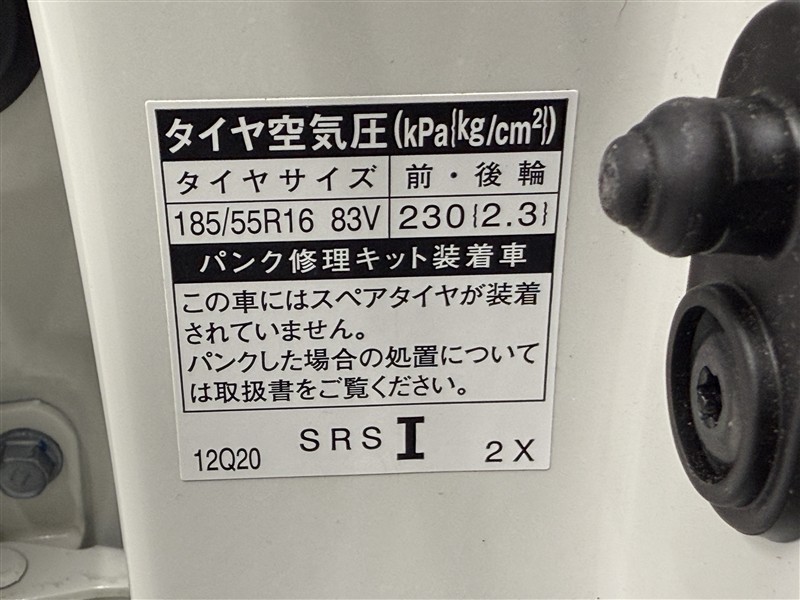 タイヤ空気圧(kPa{kg/cm²})
タイヤサイズ 前・後輪
185/55R16 83V 230{2.3}
パンク修理キット装着車
この車にはスペアタイヤが装着
されていません。
パンクした場合の処置について
は取扱書をご覧ください。
12Q20 SRS I 2X